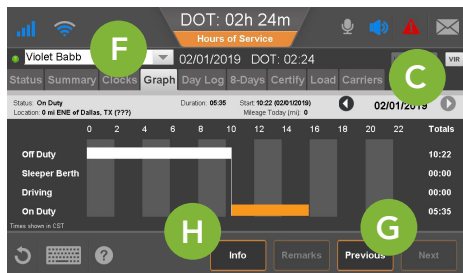 DOT: 02h 24m
Hours of Service
Violet Babb
02/01/2019 DOT: 02:24
VIR
F
Status Summary Clocks Graph Day Log 8-Days Certify Load Carriers
C
Status: On Duty Duration: 05:35 Start: 10:22 (02/01/2019)
Location: 0 mi ENE of Dallas, TX (???) Mileage Today (mi): 0
02/01/2019
0 2 4 6 8 10 12 14 16 18 20 22 Totals
Off Duty 10:22
Sleeper Berth 00:00
Driving 00:00
On Duty 05:35
Times shown in CST
H
G
Info Remarks Previous Next